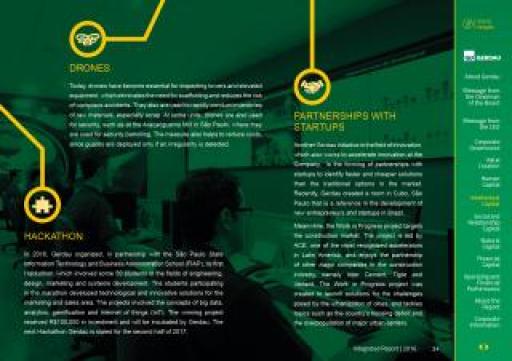 DRONES
Today, drones have become essential for inspecting towers and elevated
equipment, which eliminates the need for scaffolding and reduces the risk
of workplace accidents. They also are used to rapidly conduct inventories
of raw materials, especially scrap. At some units, drones are also used
for security, such as at the Araçariguama Mill in São Paulo, where they
are used for security patrolling. The measure also helps to reduce costs,
since guards are deployed only if an irregularity is detected.
HACKATHON
In 2016, Gerdau organized, in partnership with the São Paulo State
Information Technology and Business Administration School (FIAP), its first
Hackathon, which involved some 50 students in the fields of engineering,
design, marketing and systems development. The students participating
in the marathon developed technological and innovative solutions for the
marketing and sales area. The projects involved the concepts of big data,
analytics, gamification and internet of things (IoT). The winning project
received R$100,000 in investment and will be incubated by Gerdau. The
next Hackathon Gerdau is slated for the second half of 2017.
PARTNERSHIPS WITH
STARTUPS
Another Gerdau initiative in the field of innovation,
which also works to accelerate innovation at the
Company, is the forming of partnerships with
startups to identify faster and cheaper solutions
than the traditional options in the market.
Recently, Gerdau created a room in Cubo, São
Paulo that is a reference in the development of
new entrepreneurs and startups in Brazil.
Meanwhile, the Work in Progress project targets
the construction market. The project is led by
ACE, one of the most recognized accelerators
in Latin America, and enjoys the partnership
of other major companies in the construction
industry, namely Inter Cement, Tigre and
Vedacit. The Work in Progress project was
created to launch solutions for the challenges
posed by the urbanization of cities, and tackles
topics such as the country's housing deficit and
the overpopulation of major urban centers.
GERDAU
About Gerdau
Message from
the Chairman
of the Board
Message from
the CEO
Corporate
Governance
Value
Creation
Human
Capital
Intellectual
Capital
Social and
Relationship
Capital
Natural
Capital
Financial
Capital
Operating and
Financial
Performance
About the
Report
Corporate
Information
Integrated Report | 2016 24